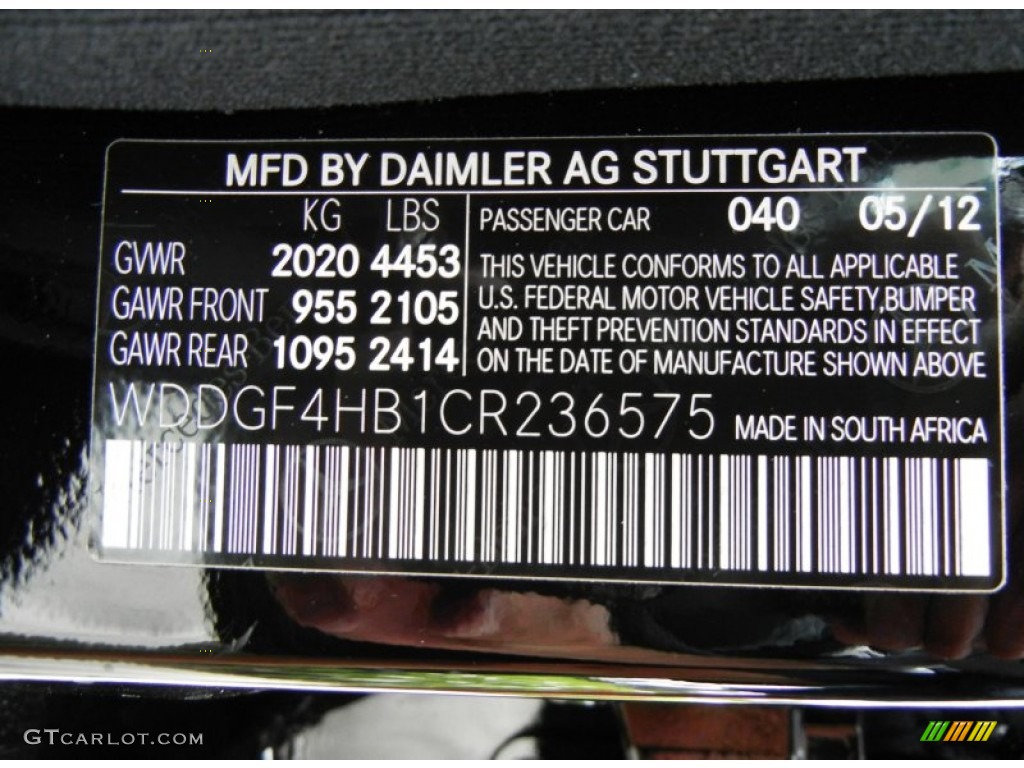 MFD BY DAIMLER AG STUTTGART
KG LBS
GVWR 2020 4453
GAWR FRONT 955 2105
GAWR REAR 1095 2414
PASSENGER CAR 040 05/12
THIS VEHICLE CONFORMS TO ALL APPLICABLE
U.S. FEDERAL MOTOR VEHICLE SAFETY, BUMPER
AND THEFT PREVENTION STANDARDS IN EFFECT
ON THE DATE OF MANUFACTURE SHOWN ABOVE
WDDGF4HB1CR236575 MADE IN SOUTH AFRICA
GTCARLOT.COM